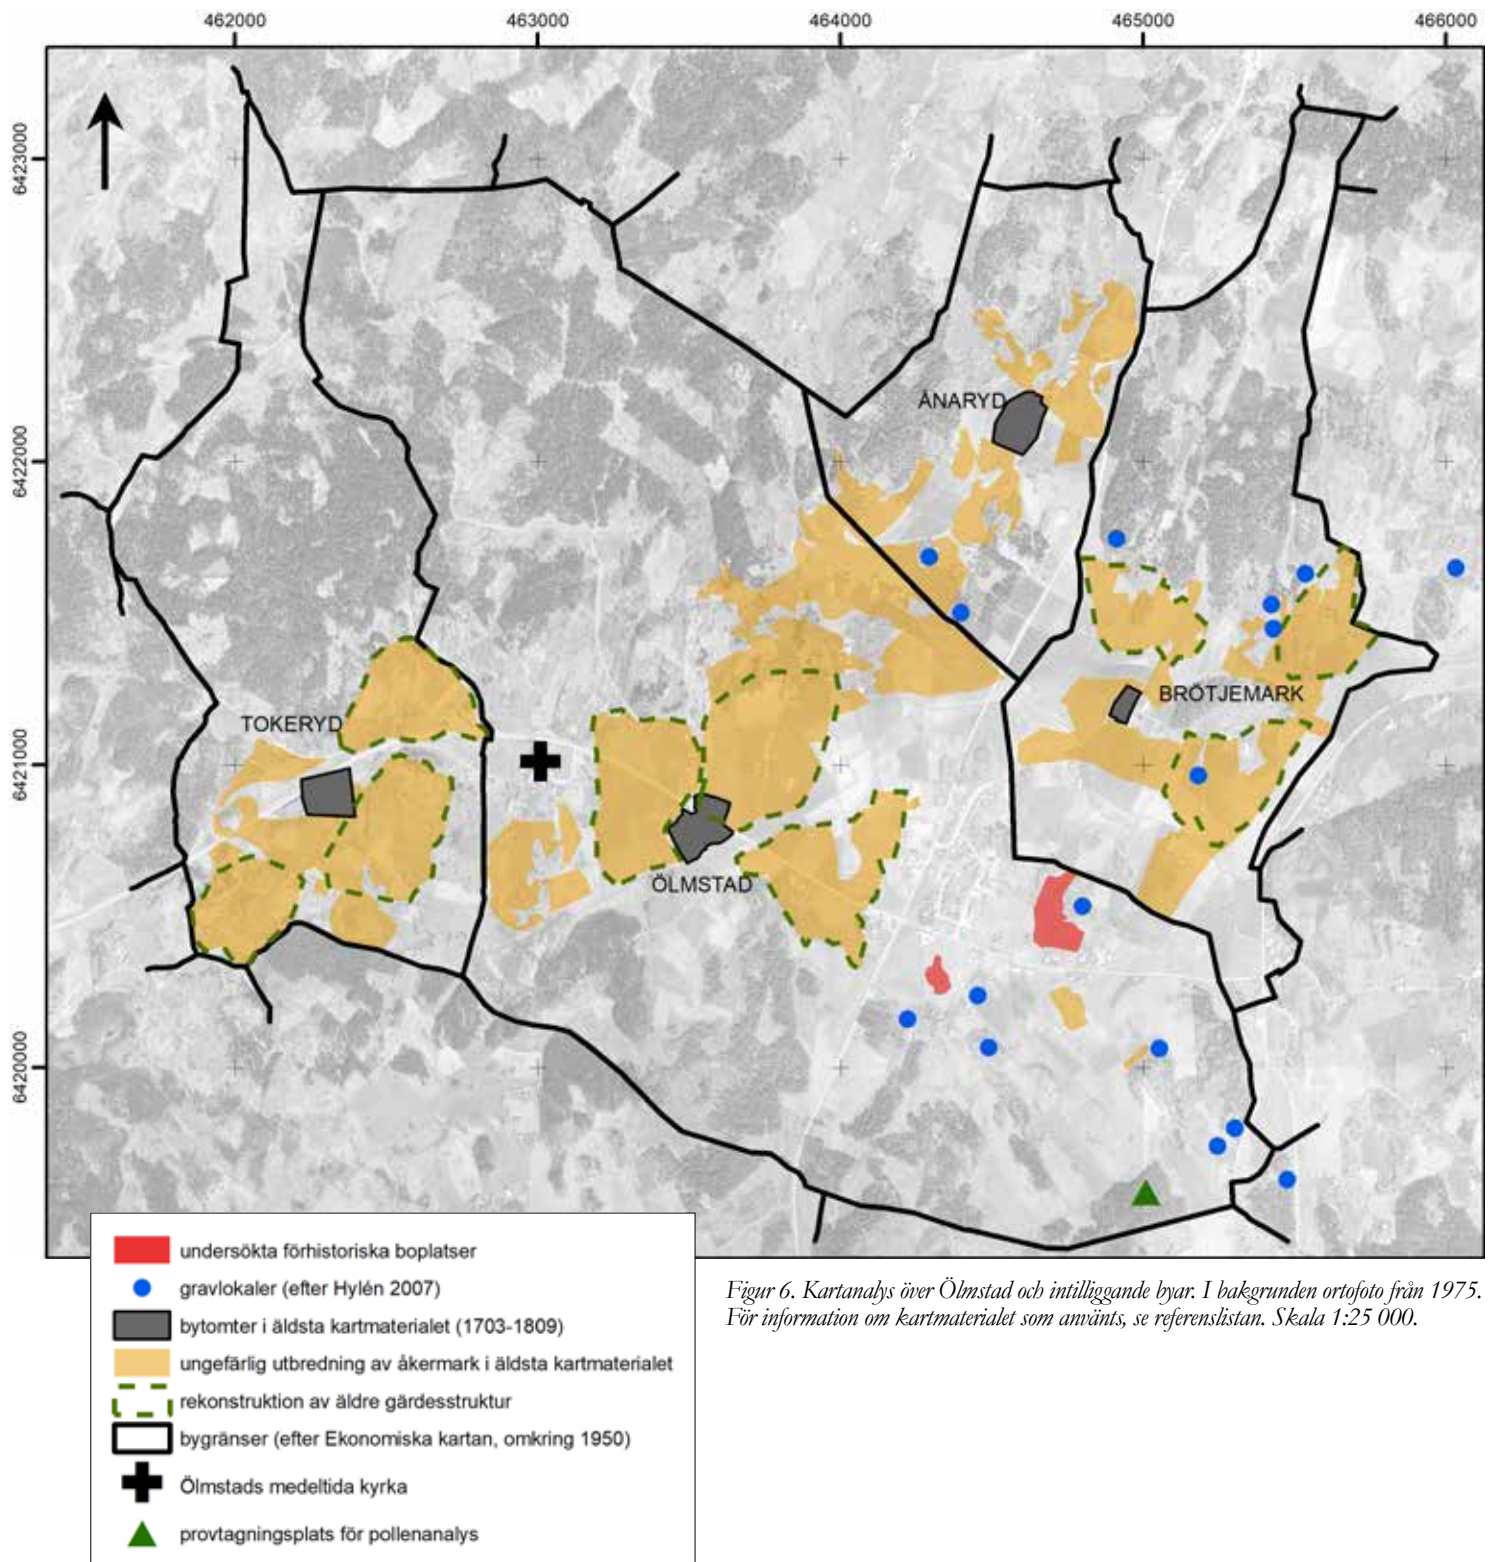 462000
463000
464000
465000
466000
6423000
6422000
6421000
6420000
ÅNARYD
BRÖTJEMARK
TOKERYD
ÖLMSTAD
undersökta förhistoriska boplatser
gravlokaler (efter Hylén 2007)
bytomter i äldsta kartmaterialet (1703-1809)
ungefärlig utbredning av åkermark i äldsta kartmaterialet
rekonstruktion av äldre gärdesstruktur
bygränser (efter Ekonomiska kartan, omkring 1950)
Ölmstads medeltida kyrka
provtagningsplats för pollenanalys
Figur 6. Kartanalys över Ölmstad och intilliggande byar. I bakgrunden ortofoto från 1975.
För information om kartmaterialet som använts, se referenslistan. Skala 1:25 000.